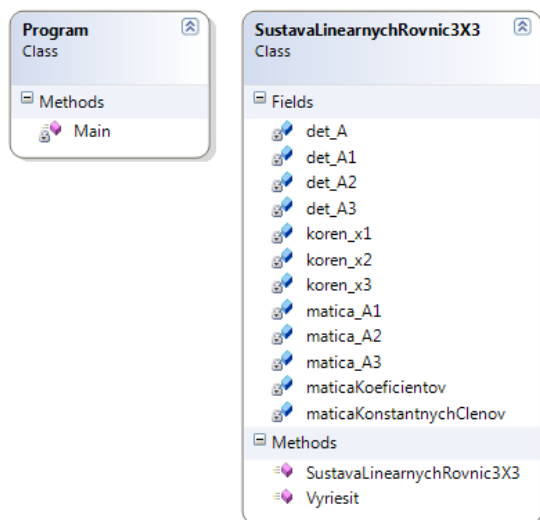 Program
Class
Methods
Main
SustavaLinearnychRovnic3X3
Class
Fields
det_A
det_A1
det_A2
det_A3
koren_x1
koren_x2
koren_x3
matica_A1
matica_A2
matica_A3
maticaKoeficientov
maticaKonstantnychClenov
Methods
SustavaLinearnychRovnic3X3
Vyriesit